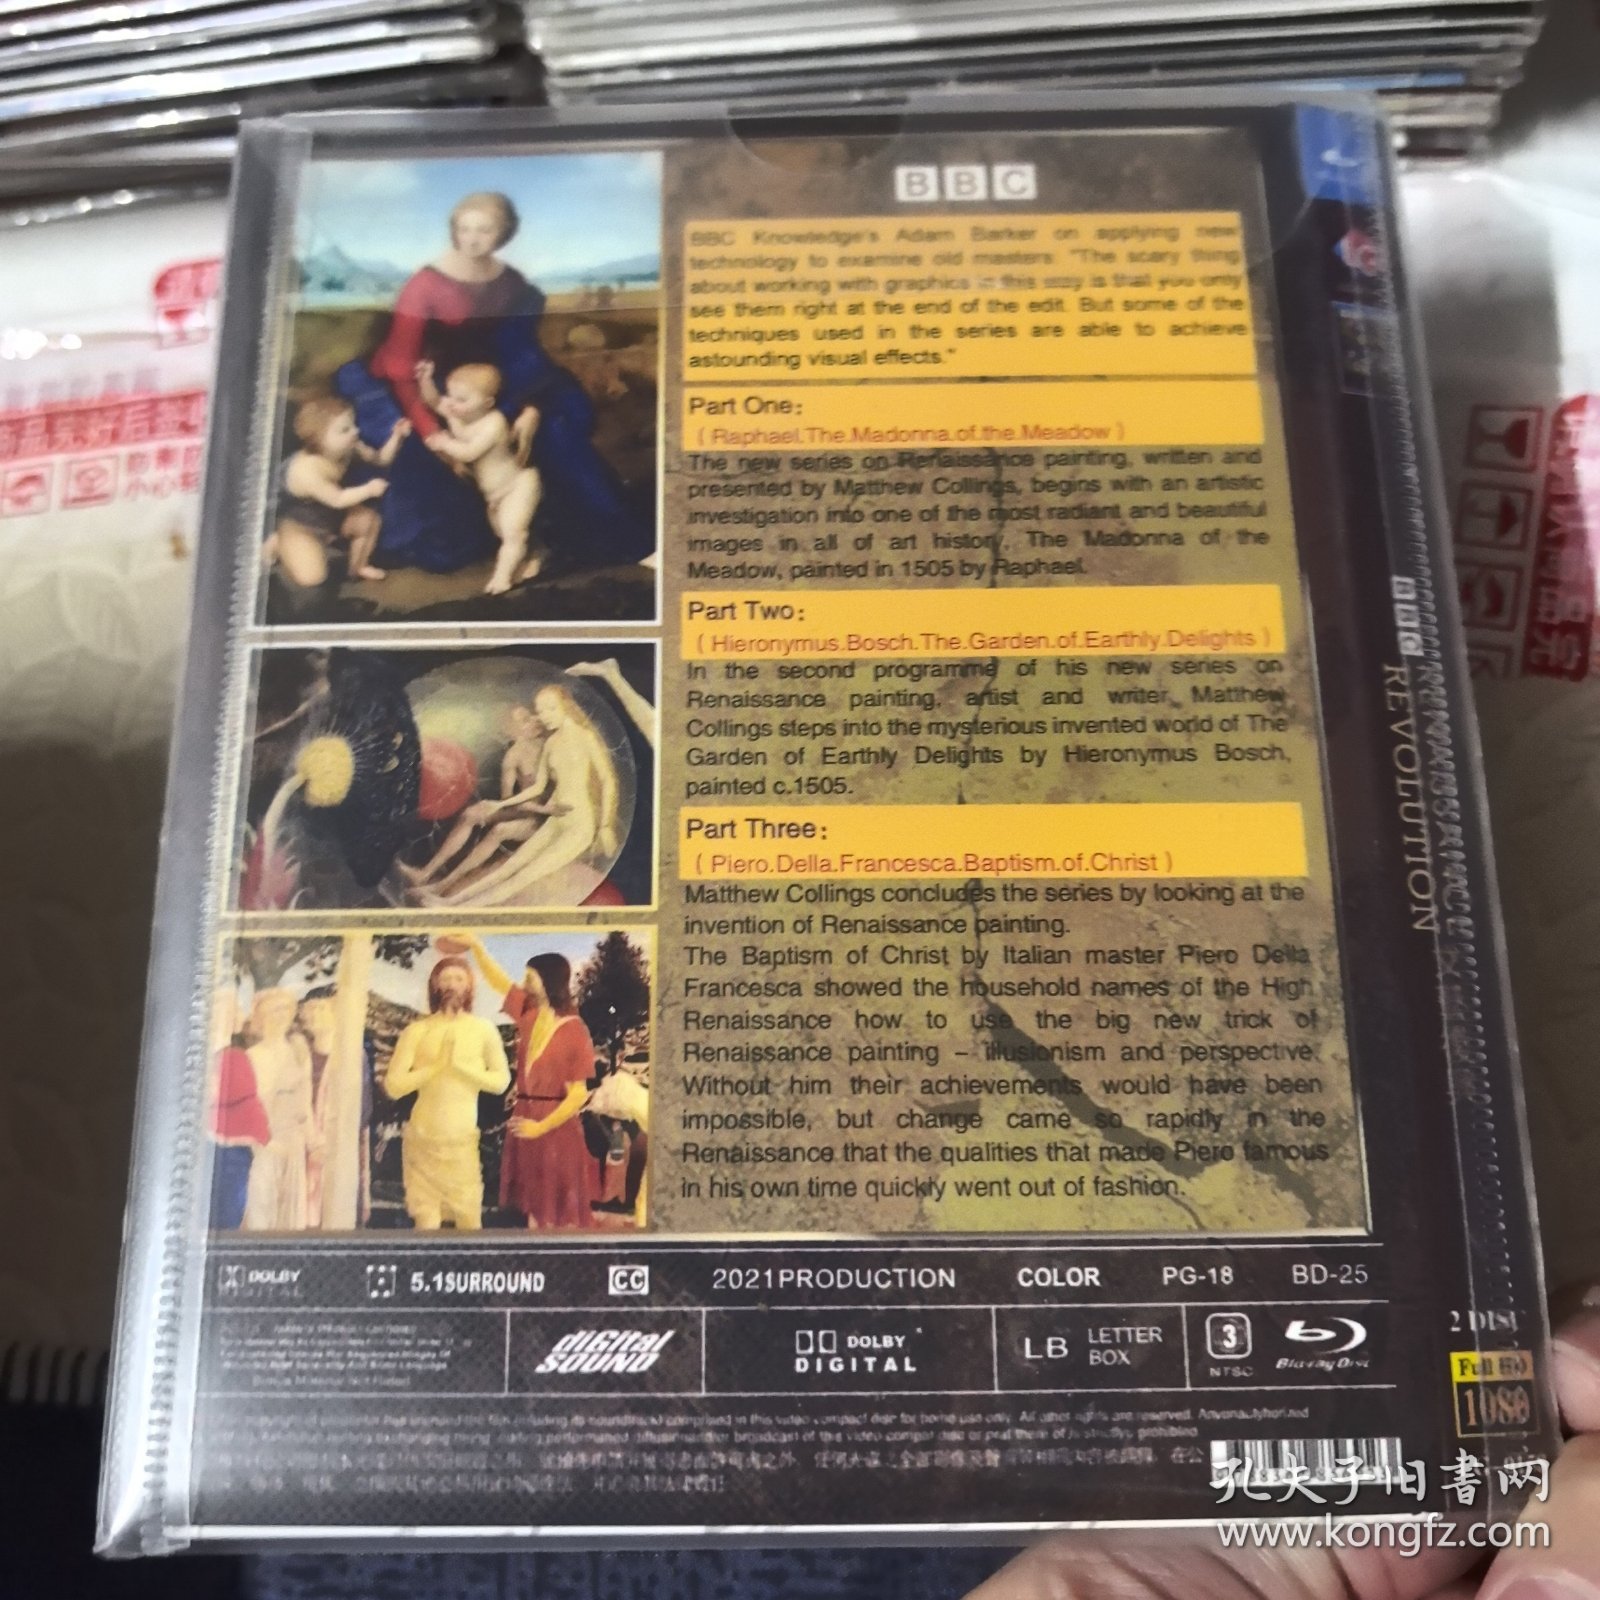 BBC
BBC Knowledge's Adam Barker on applying new
technology to examine old masters: "The scary thing
about working with graphics in this way is that you only
see them right at the end of the edit. But some of the
techniques used in the series are able to achieve
astounding visual effects."
Part One:
( Raphael.The.Madonna.of.the.Meadow )
The new series on Renaissance painting, written and
presented by Matthew Collings, begins with an artistic
investigation into one of the most radiant and beautiful
images in all of art history, The Madonna of the
Meadow, painted in 1505 by Raphael.
Part Two:
( Hieronymus.Bosch.The.Garden.of.Earthly.Delights )
In the second programme of his new series on
Renaissance painting, artist and writer Matthew
Collings steps into the mysterious invented world of The
Garden of Earthly Delights by Hieronymus Bosch,
painted c.1505.
Part Three:
( Piero.Della.Francesca.Baptism.of.Christ )
Matthew Collings concludes the series by looking at the
invention of Renaissance painting.
The Baptism of Christ by Italian master Piero Della
Francesca showed the household names of the High
Renaissance how to use the big new trick of
Renaissance painting – illusionism and perspective.
Without him their achievements would have been
impossible, but change came so rapidly in the
Renaissance that the qualities that made Piero famous
in his own time quickly went out of fashion.
DOLBY DIGITAL 5.1SURROUND CC 2021PRODUCTION COLOR PG-18 BD-25
diGital SOUND
DOLBY DIGITAL
LB LETTER BOX
3 NTSC
Blu-ray Disc
BBC RENAISSANCE REVOLUTION
2 DISC
Full HD
1080
孔夫子旧書网
www.kongfz.com